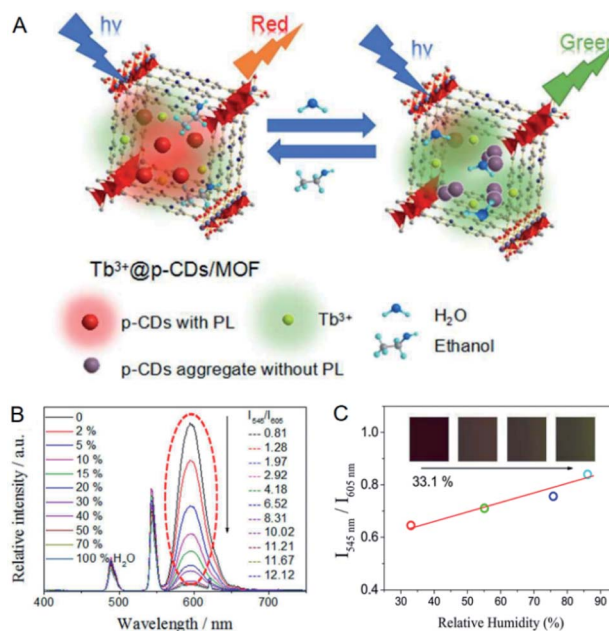 A
hv
Red
hv
Green
Tb³⁺@p-CDs/MOF
p-CDs with PL
Tb³⁺
H₂O
Ethanol
p-CDs aggregate without PL
B
Relative intensity / a.u.
0
2 %
5 %
10 %
15 %
20 %
30 %
40 %
50 %
70 %
100 % H₂O
I₅₄₅/I₆₀₅
0.81
1.28
1.97
2.92
4.18
6.52
8.31
10.02
11.21
11.67
12.12
400 500 600 700
Wavelength / nm
C
I₅₄₅ ₙₘ / I₆₀₅ ₙₘ
1.0
0.8
0.6
0.4
33.1 %
30 40 50 60 70 80 90
Relative Humidity (%)